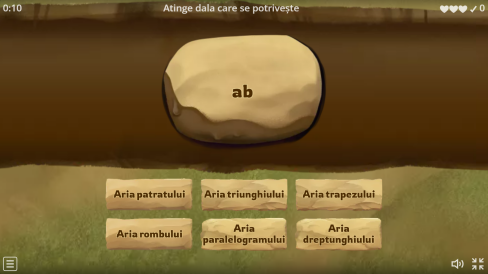 0:10
Atinge dala care se potrivește
0
ab
Aria patratului
Aria triunghiului
Aria trapezului
Aria rombului
Aria
paralelogramului
Aria
dreptunghiului